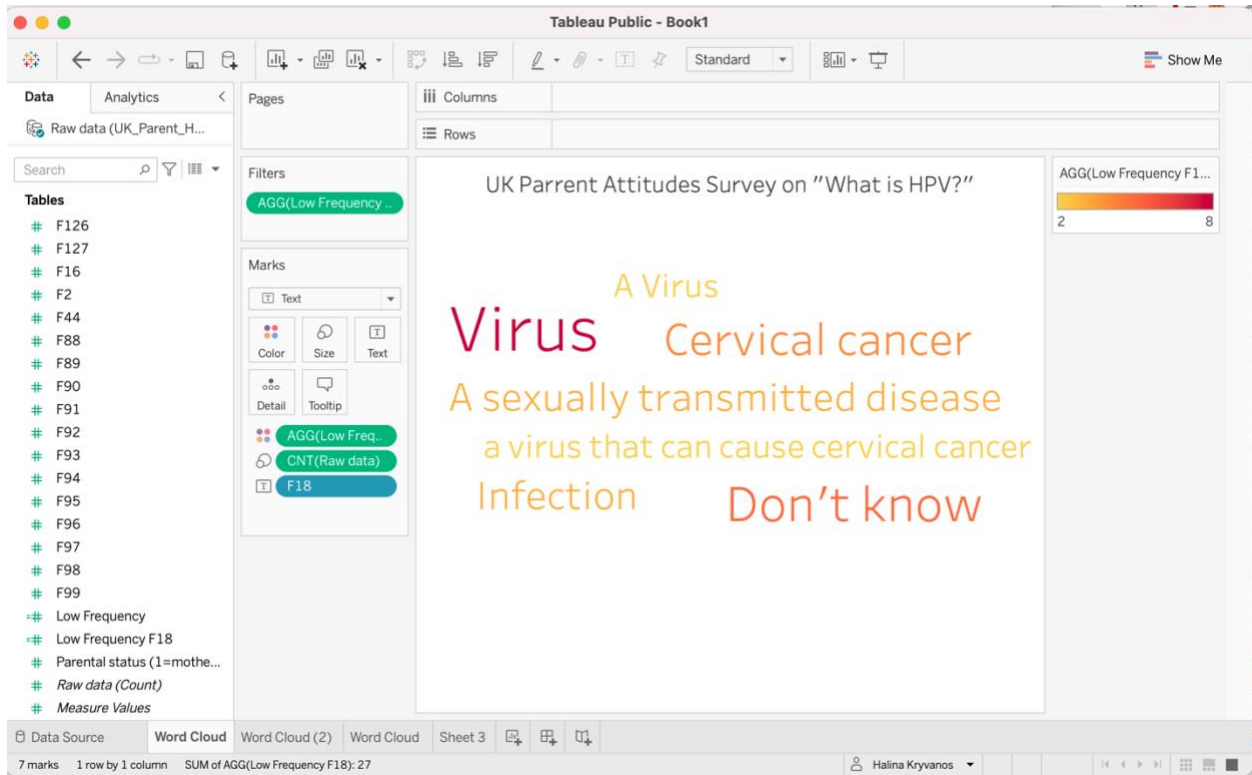 Tableau Public - Book1
Standard
Show Me
Data
Analytics
Pages
Columns
Raw data (UK_Parent_H...
Rows
Search
Filters
AGG(Low Frequency ..
Tables
F126
F127
F16
F2
F44
F88
F89
F90
F91
F92
F93
F94
F95
F96
F97
F98
F99
Low Frequency
Low Frequency F18
Parental status (1=mothe...
Raw data (Count)
Measure Values
Marks
Text
Color Size Text
Detail Tooltip
AGG(Low Freq..
CNT(Raw data)
F18
UK Parrent Attitudes Survey on "What is HPV?"
A Virus
Virus
Cervical cancer
A sexually transmitted disease
a virus that can cause cervical cancer
Infection
Don't know
AGG(Low Frequency F1...
2 8
Data Source Word Cloud Word Cloud (2) Word Cloud Sheet 3
7 marks 1 row by 1 column SUM of AGG(Low Frequency F18): 27
Halina Kryvanos